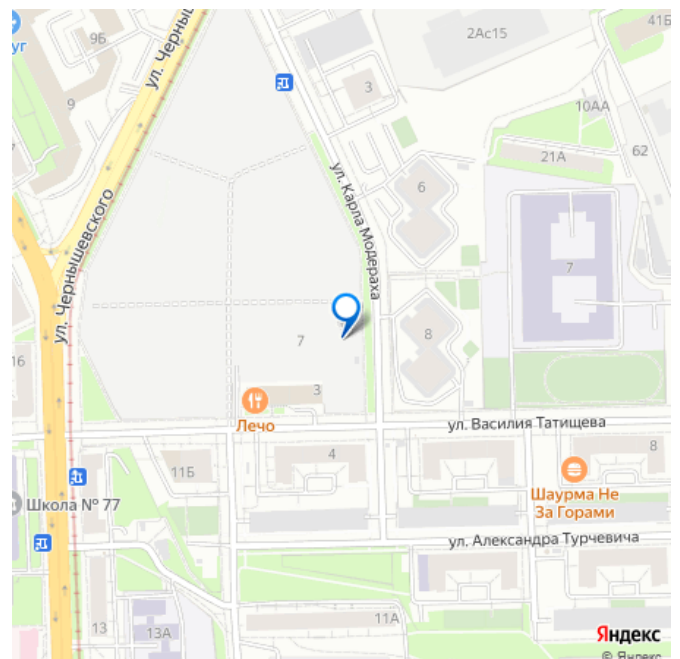 уг
9Б
ул. Черныш
2Ас15
41Б
9
3
10АА
62
21А
ул. Карла Модераха
6
ул. Чернышевского
7
8
7
16
3
Лечо
ул. Василия Татищева
4
8
11Б
Шаурма Не
За Горами
Школа № 77
ул. Александра Турчевича
11А
13
13А
Яндекс
© Яндекс